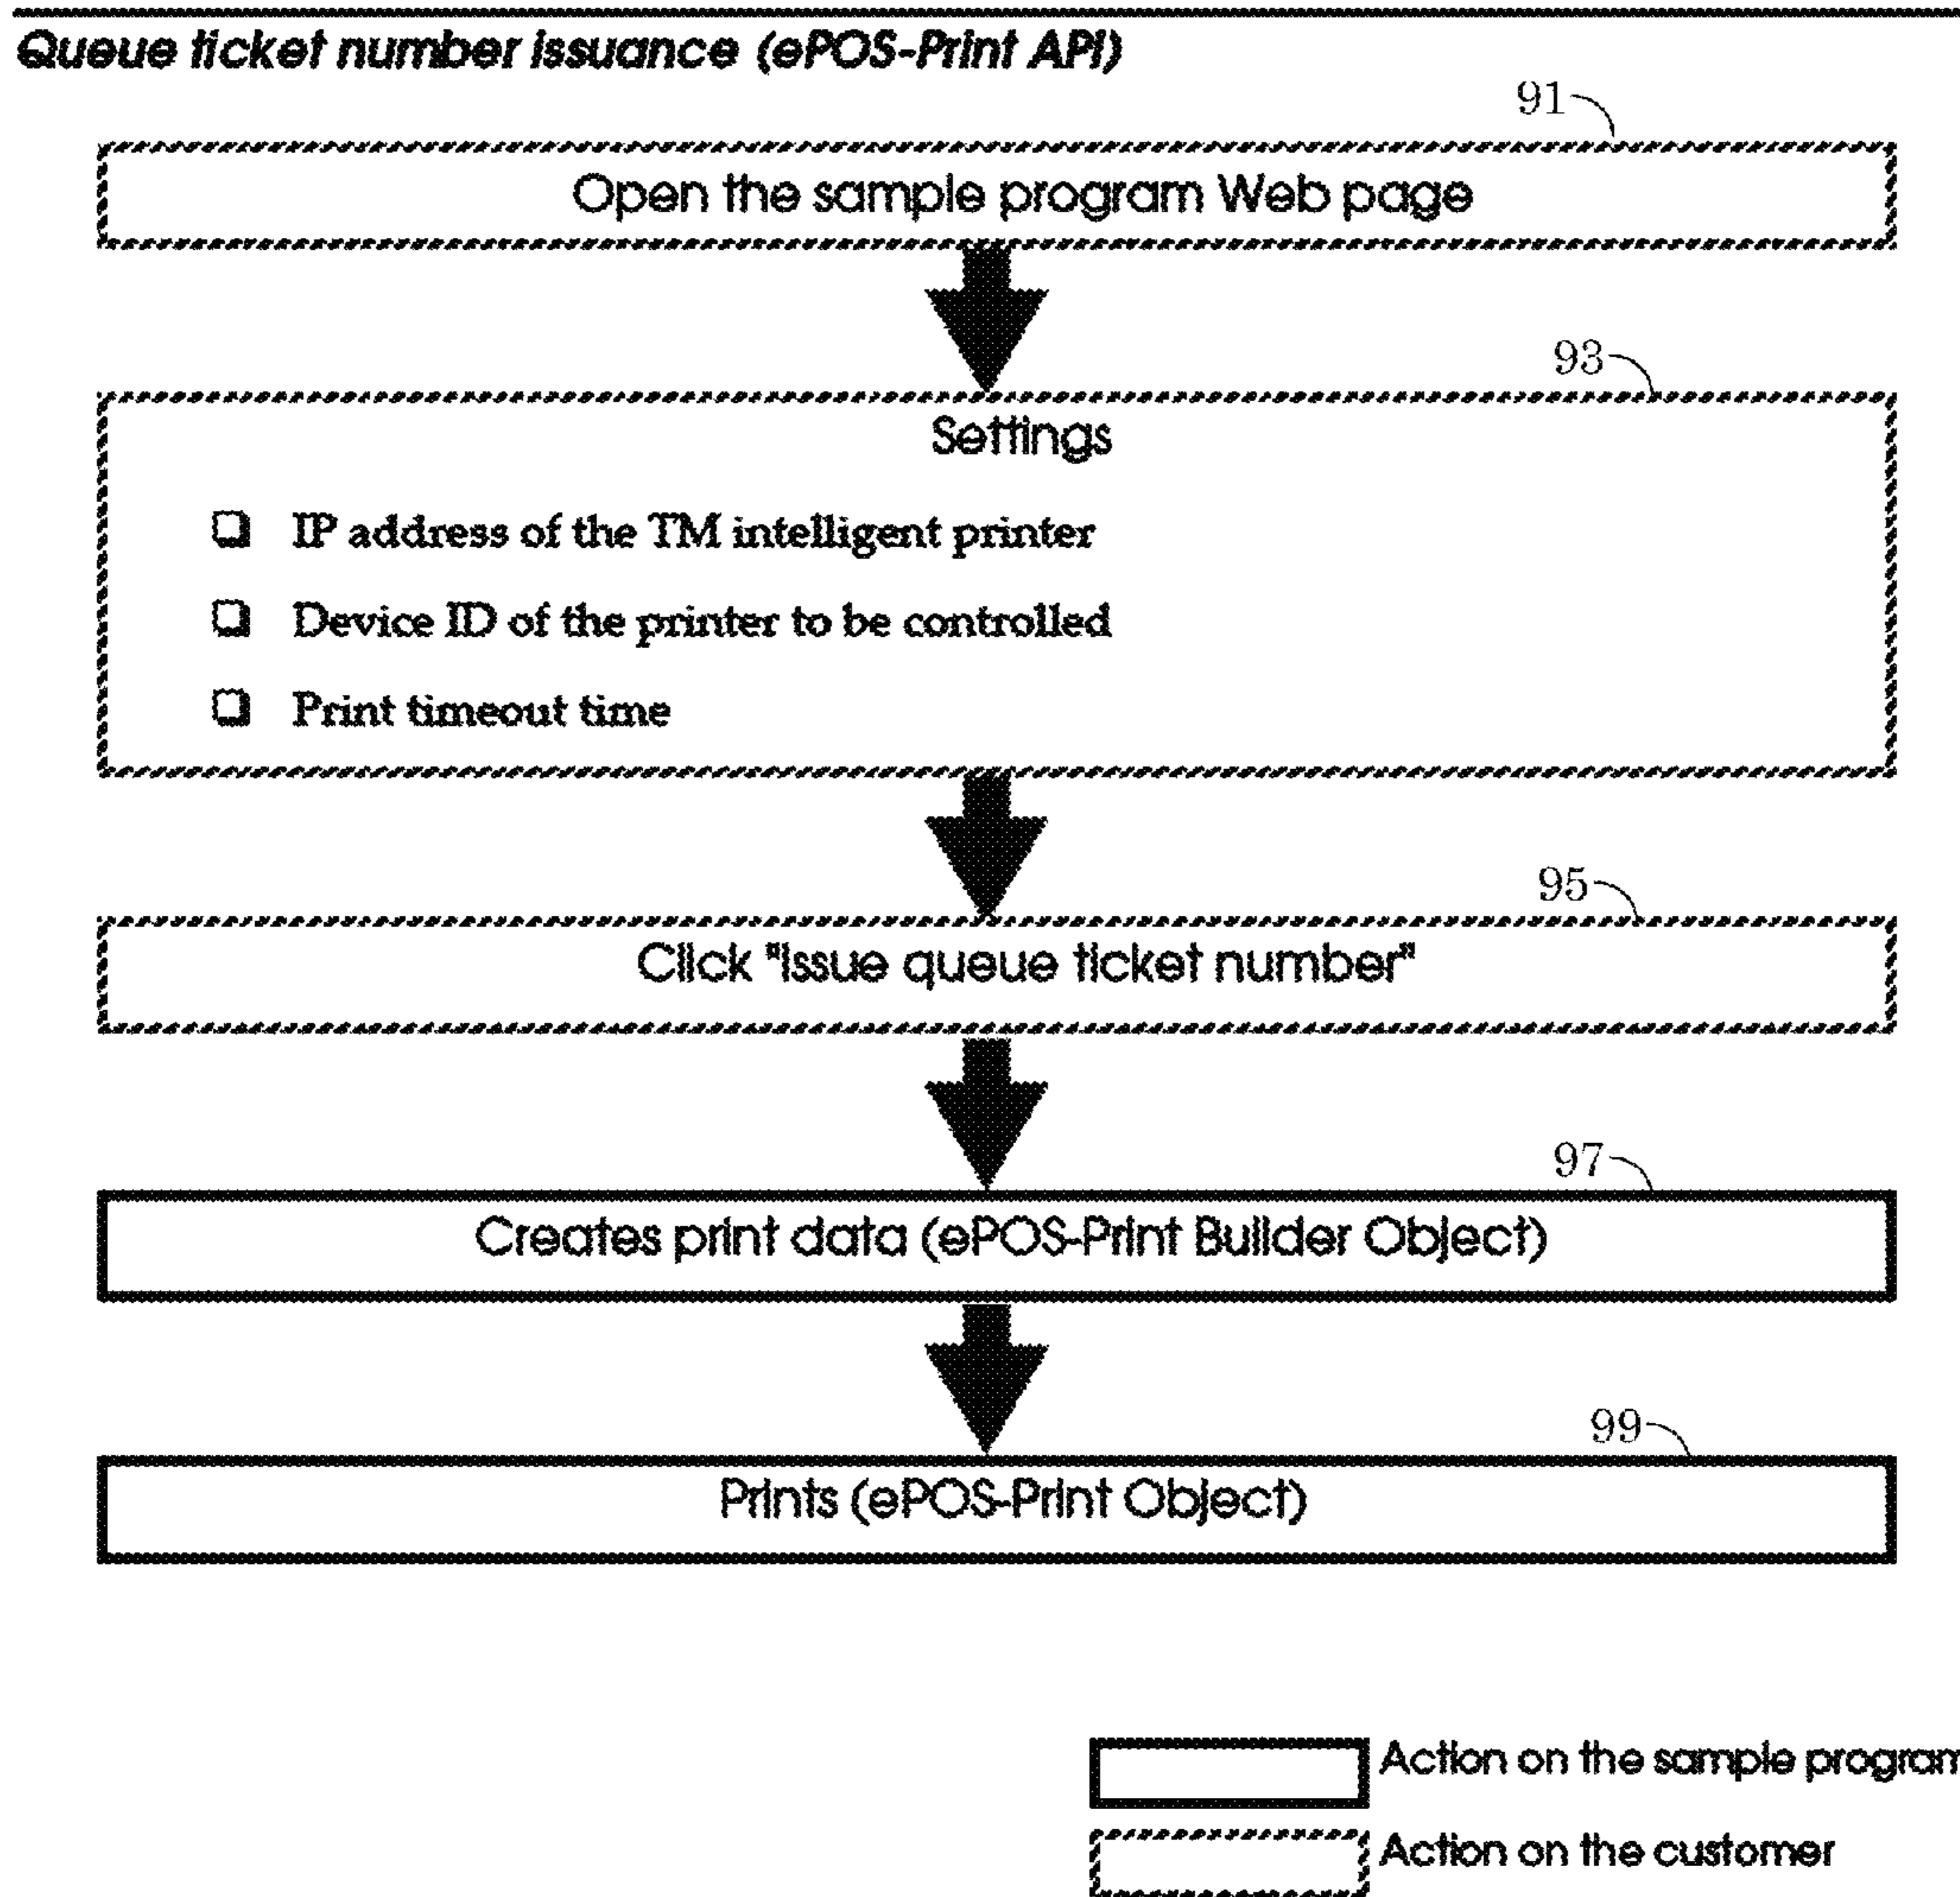 Queue ticket number issuance (ePOS-Print API)
91
Open the sample program Web page
93
Settings
❏ IP address of the TM intelligent printer
❏ Device ID of the printer to be controlled
❏ Print timeout time
95
Click "Issue queue ticket number"
97
Creates print data (ePOS-Print Builder Object)
99
Prints (ePOS-Print Object)
Action on the sample program
Action on the customer